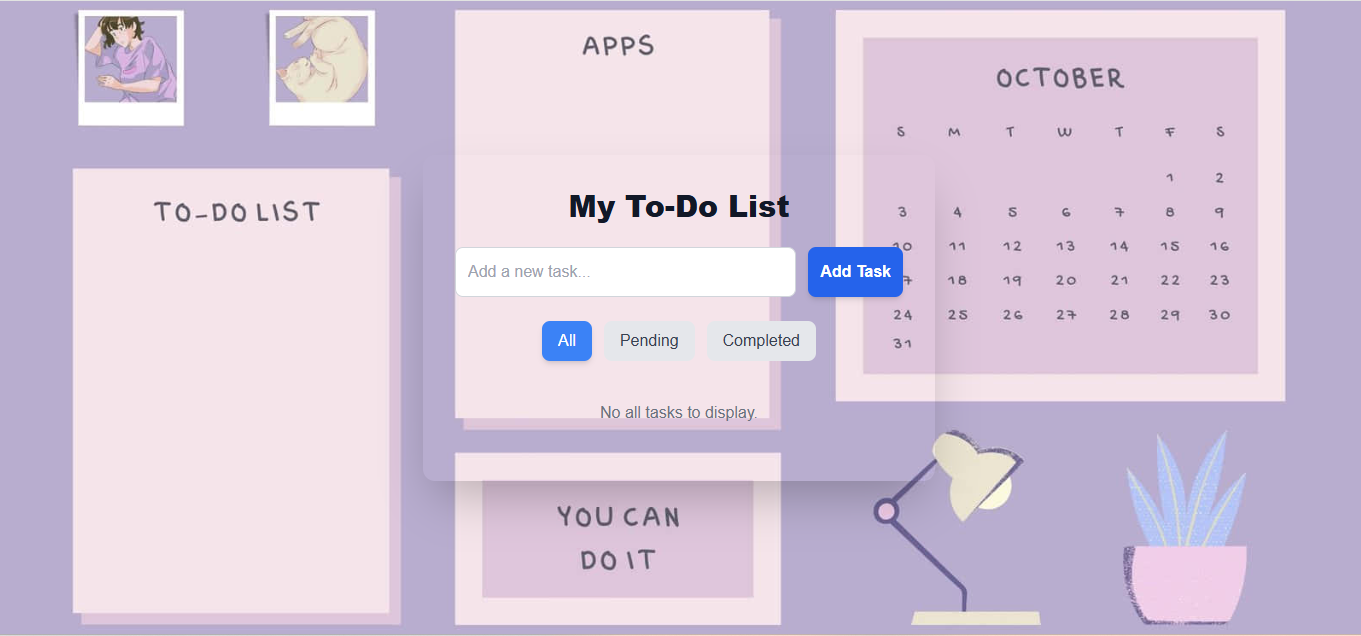 APPS
OCTOBER
S M T W T F S
1 2
3 4 5 6 7 8 9
10 11 12 13 14 15 16
7 18 19 20 21 22 23
24 25 26 27 28 29 30
31
TO-DO LIST
My To-Do List
Add a new task...
Add Task
All
Pending
Completed
No all tasks to display.
YOU CAN
DO IT